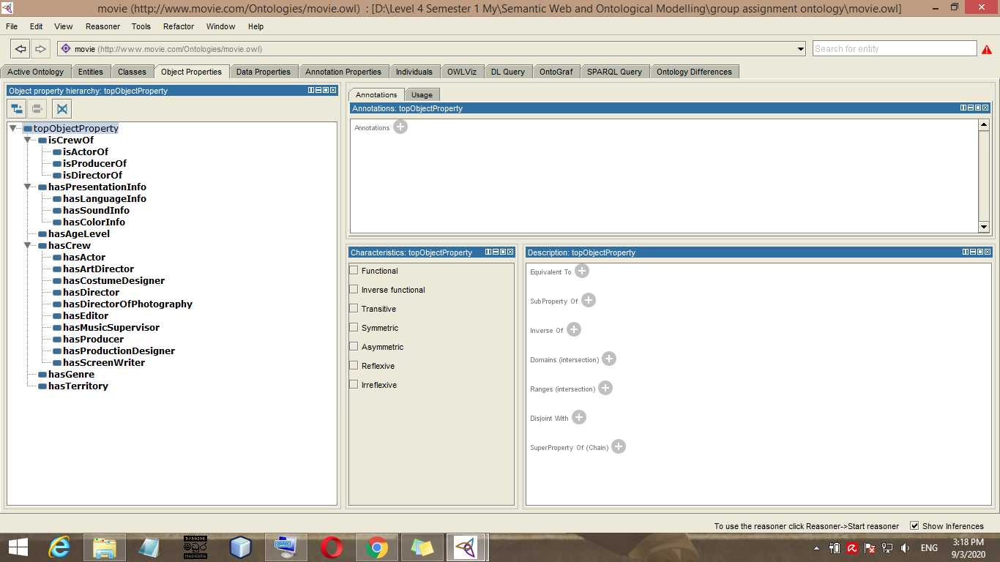 movie (http://www.movie.com/Ontologies/movie.owl) : [D:\Level 4 Semester 1 My\Semantic Web and Ontological Modelling\group assignment ontology\movie.owl]
File Edit View Reasoner Tools Refactor Window Help
movie (http://www.movie.com/Ontologies/movie.owl)
Search for entity
Active Ontology Entities Classes Object Properties Data Properties Annotation Properties Individuals OWLViz DL Query OntoGraf SPARQL Query Ontology Differences
Object property hierarchy: topObjectProperty
topObjectProperty
isCrewOf
isActorOf
isProducerOf
isDirectorOf
hasPresentationInfo
hasLanguageInfo
hasSoundInfo
hasColorInfo
hasAgeLevel
hasCrew
hasActor
hasArtDirector
hasCostumeDesigner
hasDirector
hasDirectorOfPhotography
hasEditor
hasMusicSupervisor
hasProducer
hasProductionDesigner
hasScreenWriter
hasGenre
hasTerritory
Annotations Usage
Annotations: topObjectProperty
Annotations
Characteristics: topObjectProperty
Functional
Inverse functional
Transitive
Symmetric
Asymmetric
Reflexive
Irreflexive
Description: topObjectProperty
Equivalent To
SubProperty Of
Inverse Of
Domains (intersection)
Ranges (intersection)
Disjoint With
SuperProperty Of (Chain)
To use the reasoner click Reasoner->Start reasoner Show Inferences
DJ RAZOR
මධුර
MADHURA
ENG
3:18 PM
9/3/2020